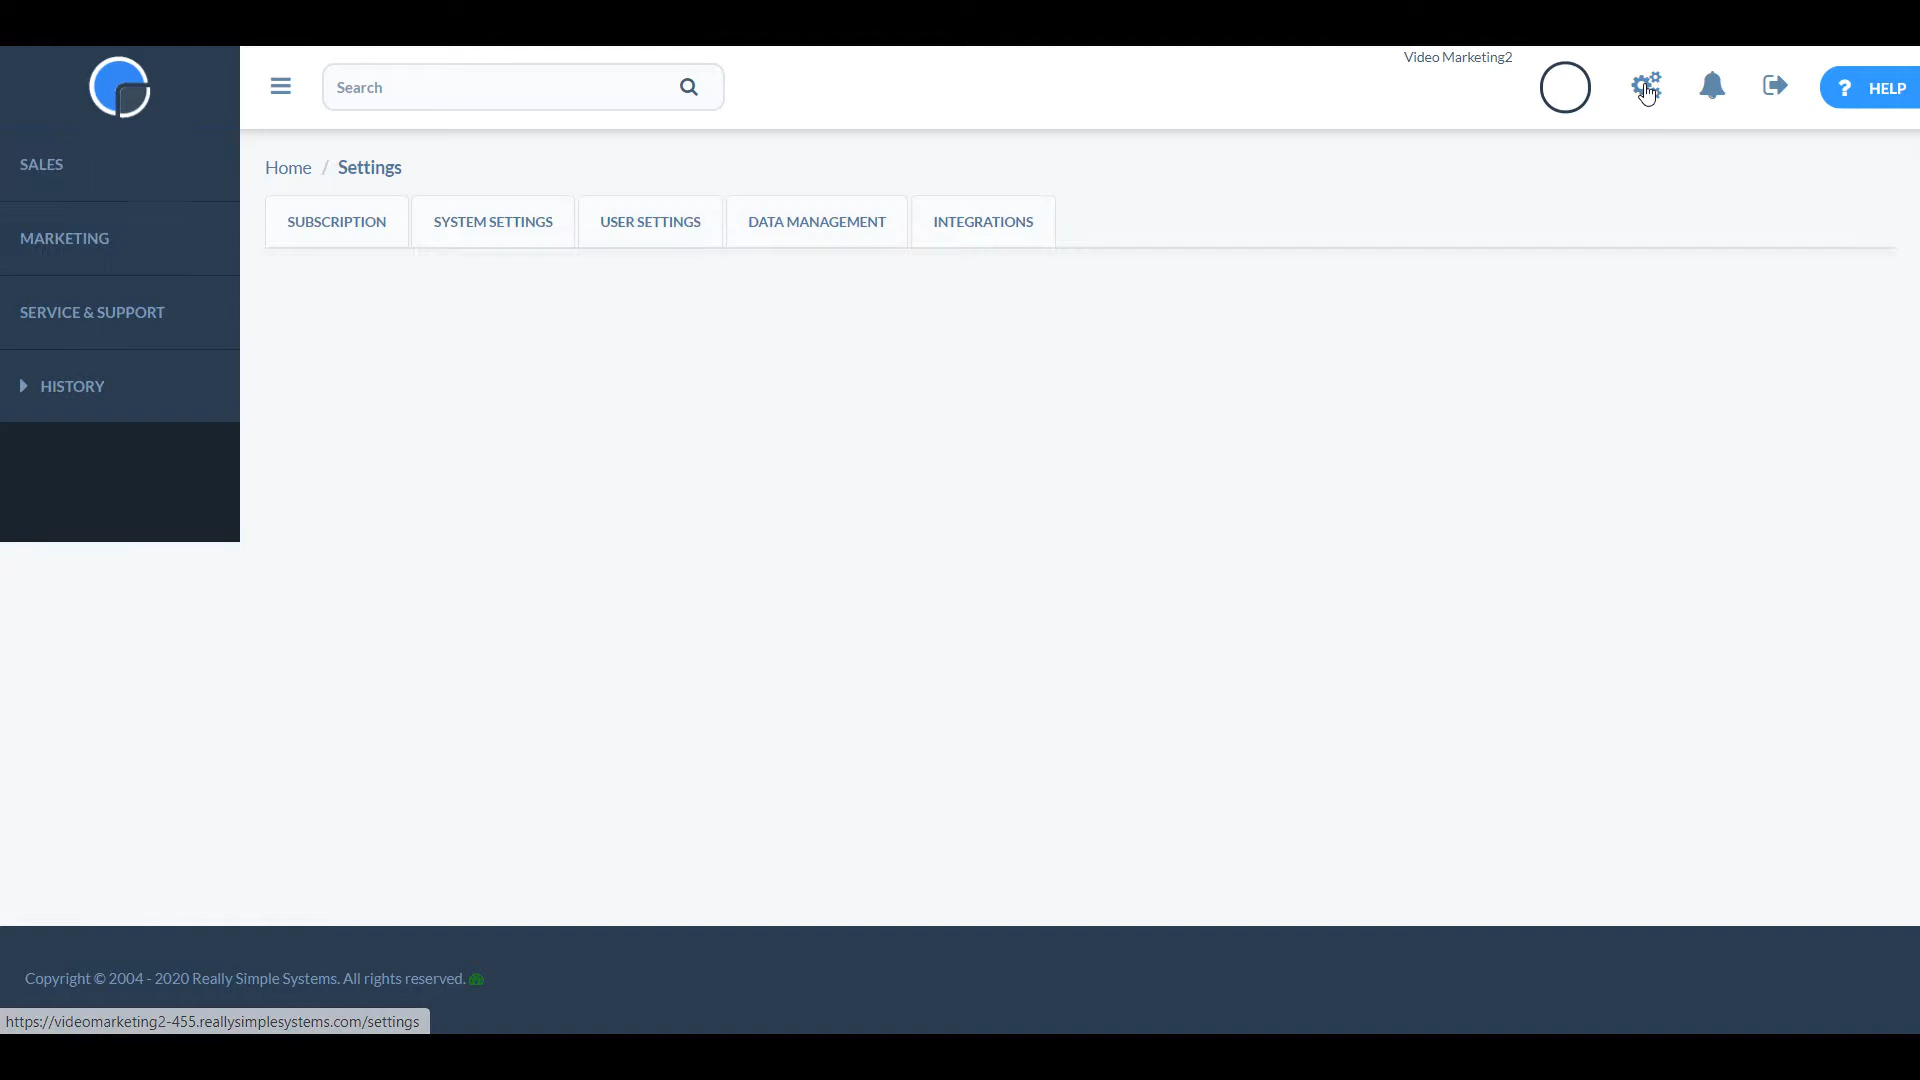 Video Marketing2
Search
HELP
SALES
MARKETING
SERVICE & SUPPORT
HISTORY
Home / Settings
SUBSCRIPTION
SYSTEM SETTINGS
USER SETTINGS
DATA MANAGEMENT
INTEGRATIONS
Copyright © 2004 - 2020 Really Simple Systems. All rights reserved.
https://videomarketing2-455.reallysimplesystems.com/settings